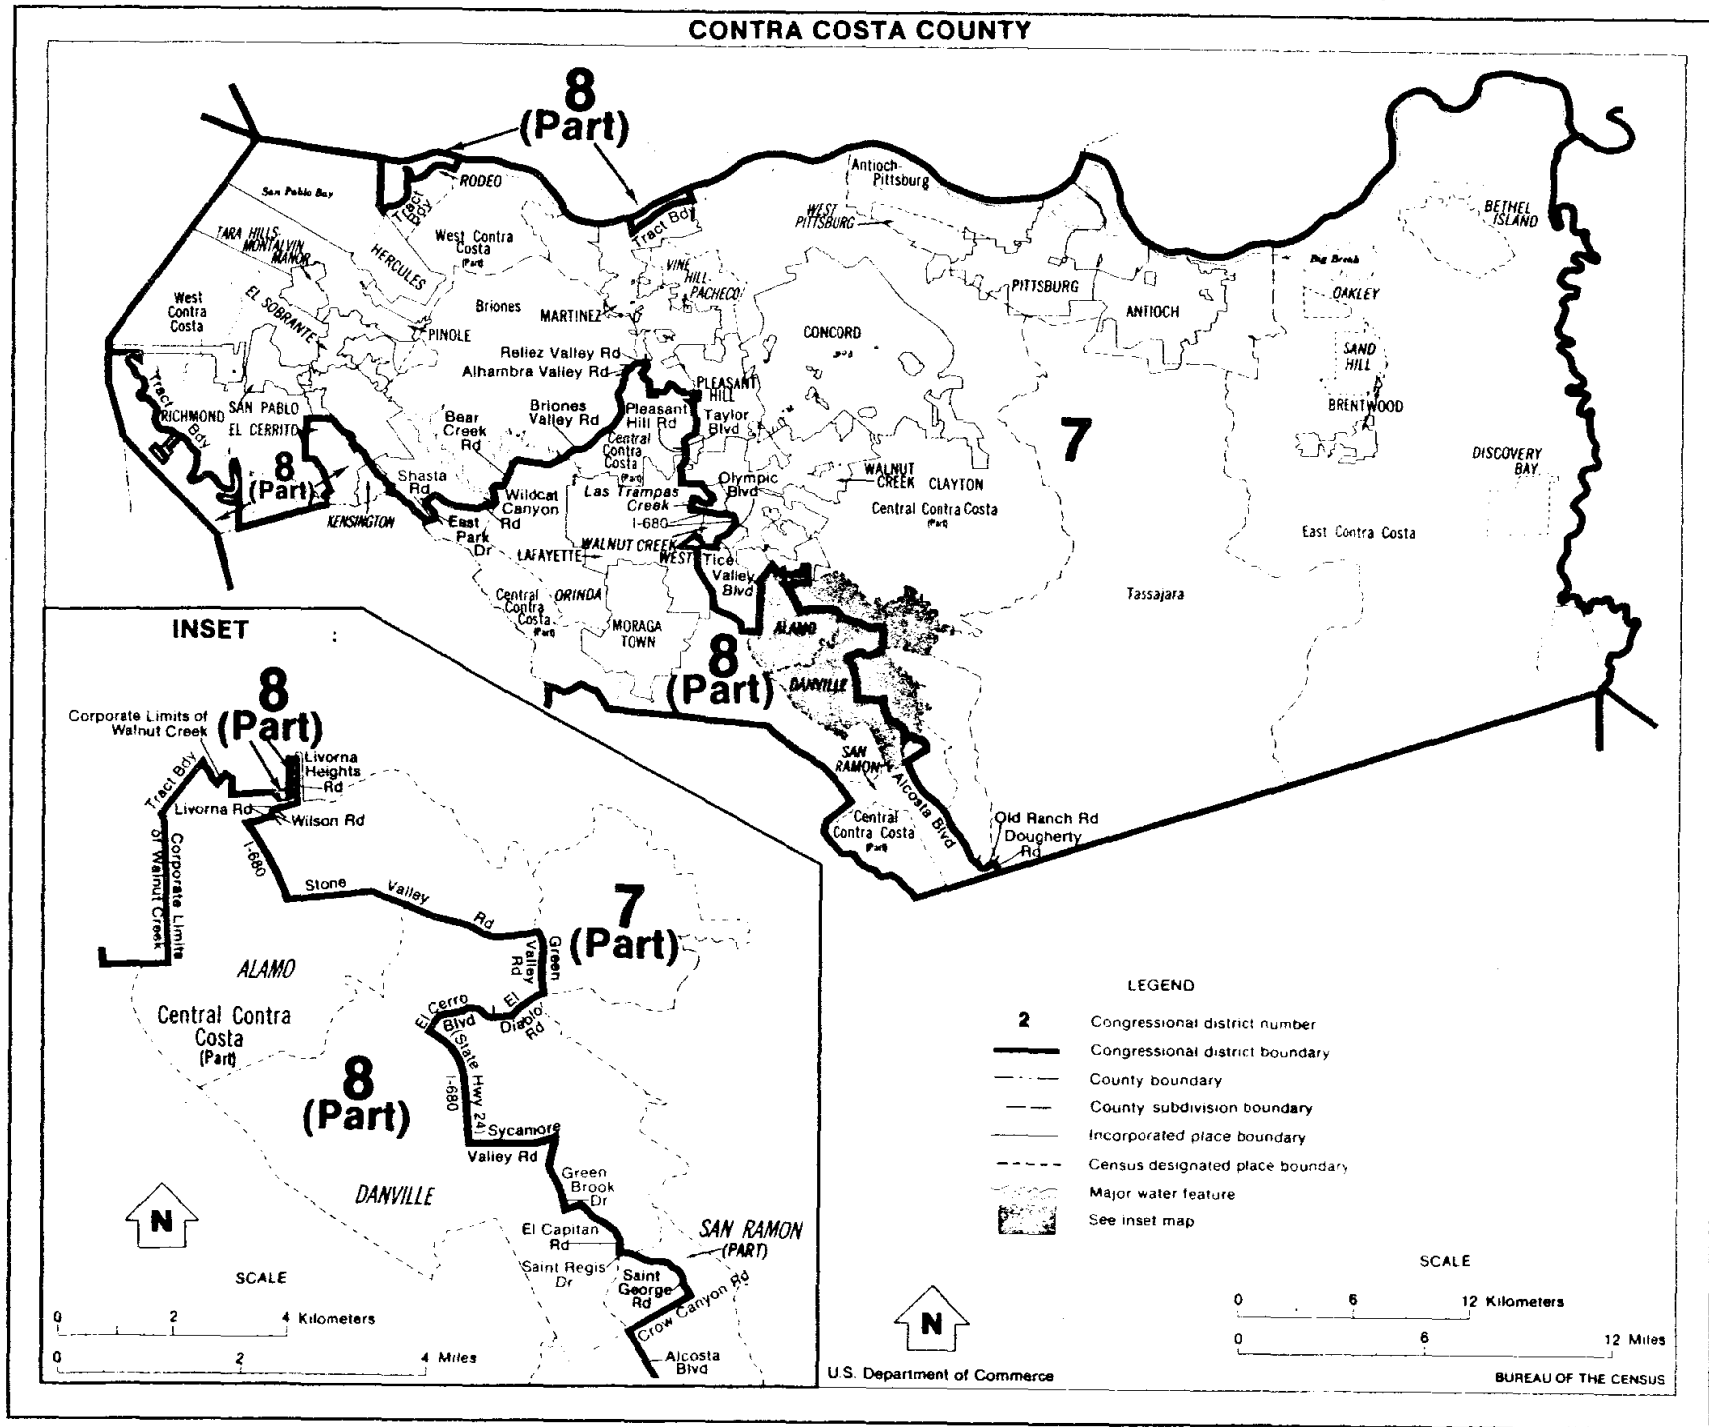 CONTRA COSTA COUNTY
8
(Part)
San Pablo Bay
RODEO
Tract
Bdy
Tract Bdy
West Contra
Costa
(Part)
TARA HILLS-
MONTALVIN
MANOR
HERCULES
VINE
HILL-
PACHECO
Antioch-
Pittsburg
WEST
PITTSBURG
BETHEL
ISLAND
Big Break
OAKLEY
PITTSBURG
ANTIOCH
West
Contra
Costa
EL SOBRANTE
Briones
MARTINEZ
PINOLE
CONCORD
Reliez Valley Rd
Alhambra Valley Rd
SAND
HILL
BRENTWOOD
Tract
Bdy
RICHMOND
SAN PABLO
EL CERRITO
Bear
Creek
Rd
Briones
Valley Rd
Pleasant
Hill Rd
PLEASANT
HILL
Taylor
Blvd
Central
Contra
Costa
(Part)
7
8
(Part)
Shasta
Rd
KENSINGTON
Wildcat
Canyon
Rd
East
Park
Dr
Las Trampas
Creek
I-680
Olympic
Blvd
WALNUT
CREEK
CLAYTON
Central Contra Costa
(Part)
DISCOVERY
BAY
East Contra Costa
WALNUT CREEK
WEST
LAFAYETTE
Tice
Valley
Blvd
Central
Contra
Costa
(Part)
ORINDA
MORAGA
TOWN
ALAMO
Tassajara
8
(Part)
DANVILLE
SAN
RAMON
Alcosta Blvd
Central
Contra Costa
(Part)
Old Ranch Rd
Dougherty
Rd
INSET
8
(Part)
Corporate Limits of
Walnut Creek
Tract Bdy
Livorna
Heights
Rd
Livorna Rd
Wilson Rd
Corporate Limits
of Walnut Creek
I-680
Stone Valley Rd
Green
Valley
Rd
7
(Part)
ALAMO
Central Contra
Costa
(Part)
El Cerro
Blvd
El
Diablo
Rd
(State Hwy 24)
I-680
8
(Part)
Sycamore
Valley Rd
DANVILLE
Green
Brook
Dr
El Capitan
Rd
Saint Regis
Dr
Saint
George
Rd
SAN RAMON
(PART)
Crow Canyon Rd
Alcosta
Blvd
N
SCALE
0 2 4 Kilometers
0 2 4 Miles
LEGEND
2 Congressional district number
Congressional district boundary
County boundary
County subdivision boundary
Incorporated place boundary
Census designated place boundary
Major water feature
See inset map
N
SCALE
0 6 12 Kilometers
0 6 12 Miles
U.S. Department of Commerce
BUREAU OF THE CENSUS